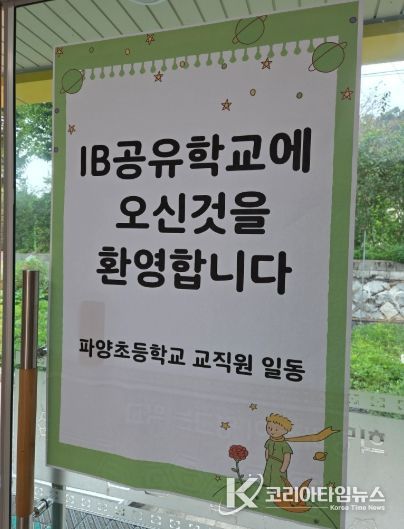 IB공유학교에
오신것을
환영합니다
파양초등학교 교직원 일동
K 코리아타임뉴스
Korea Time News